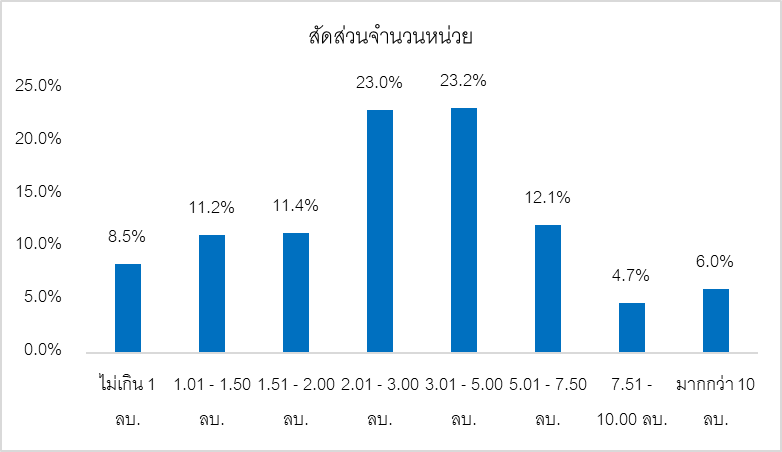 สัดส่วนจำนวนหน่วย
25.0%
20.0%
15.0%
10.0%
5.0%
0.0%
8.5%
11.2%
11.4%
23.0%
23.2%
12.1%
4.7%
6.0%
ไม่เกิน 1
ลบ.
1.01 - 1.50
ลบ.
1.51 - 2.00
ลบ.
2.01 - 3.00
ลบ.
3.01 - 5.00
ลบ.
5.01 - 7.50
ลบ.
7.51 -
10.00 ลบ.
มากกว่า 10
ลบ.